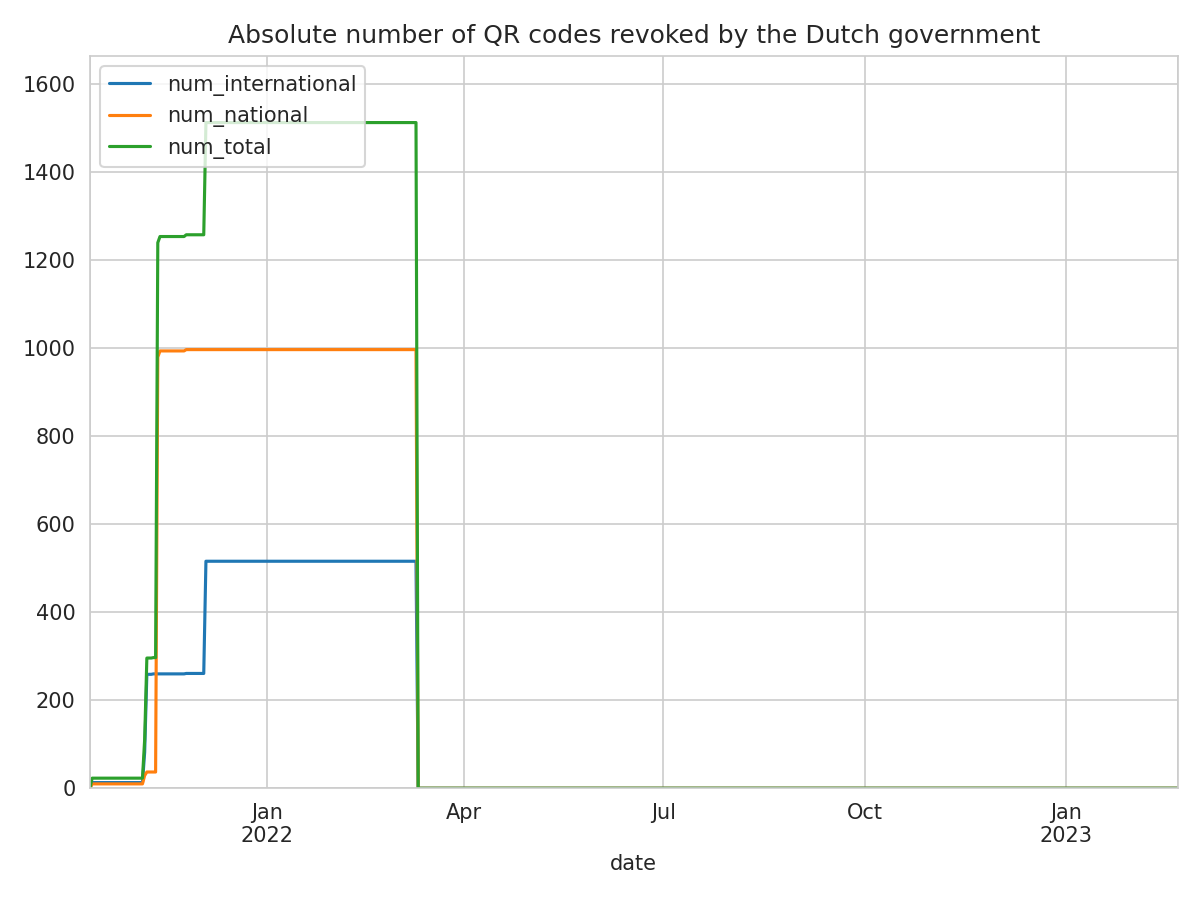 Absolute number of QR codes revoked by the Dutch government
num_international
num_national
num_total
1600
1400
1200
1000
800
600
400
200
0
Jan Apr Jul Oct Jan
2022 2023
date